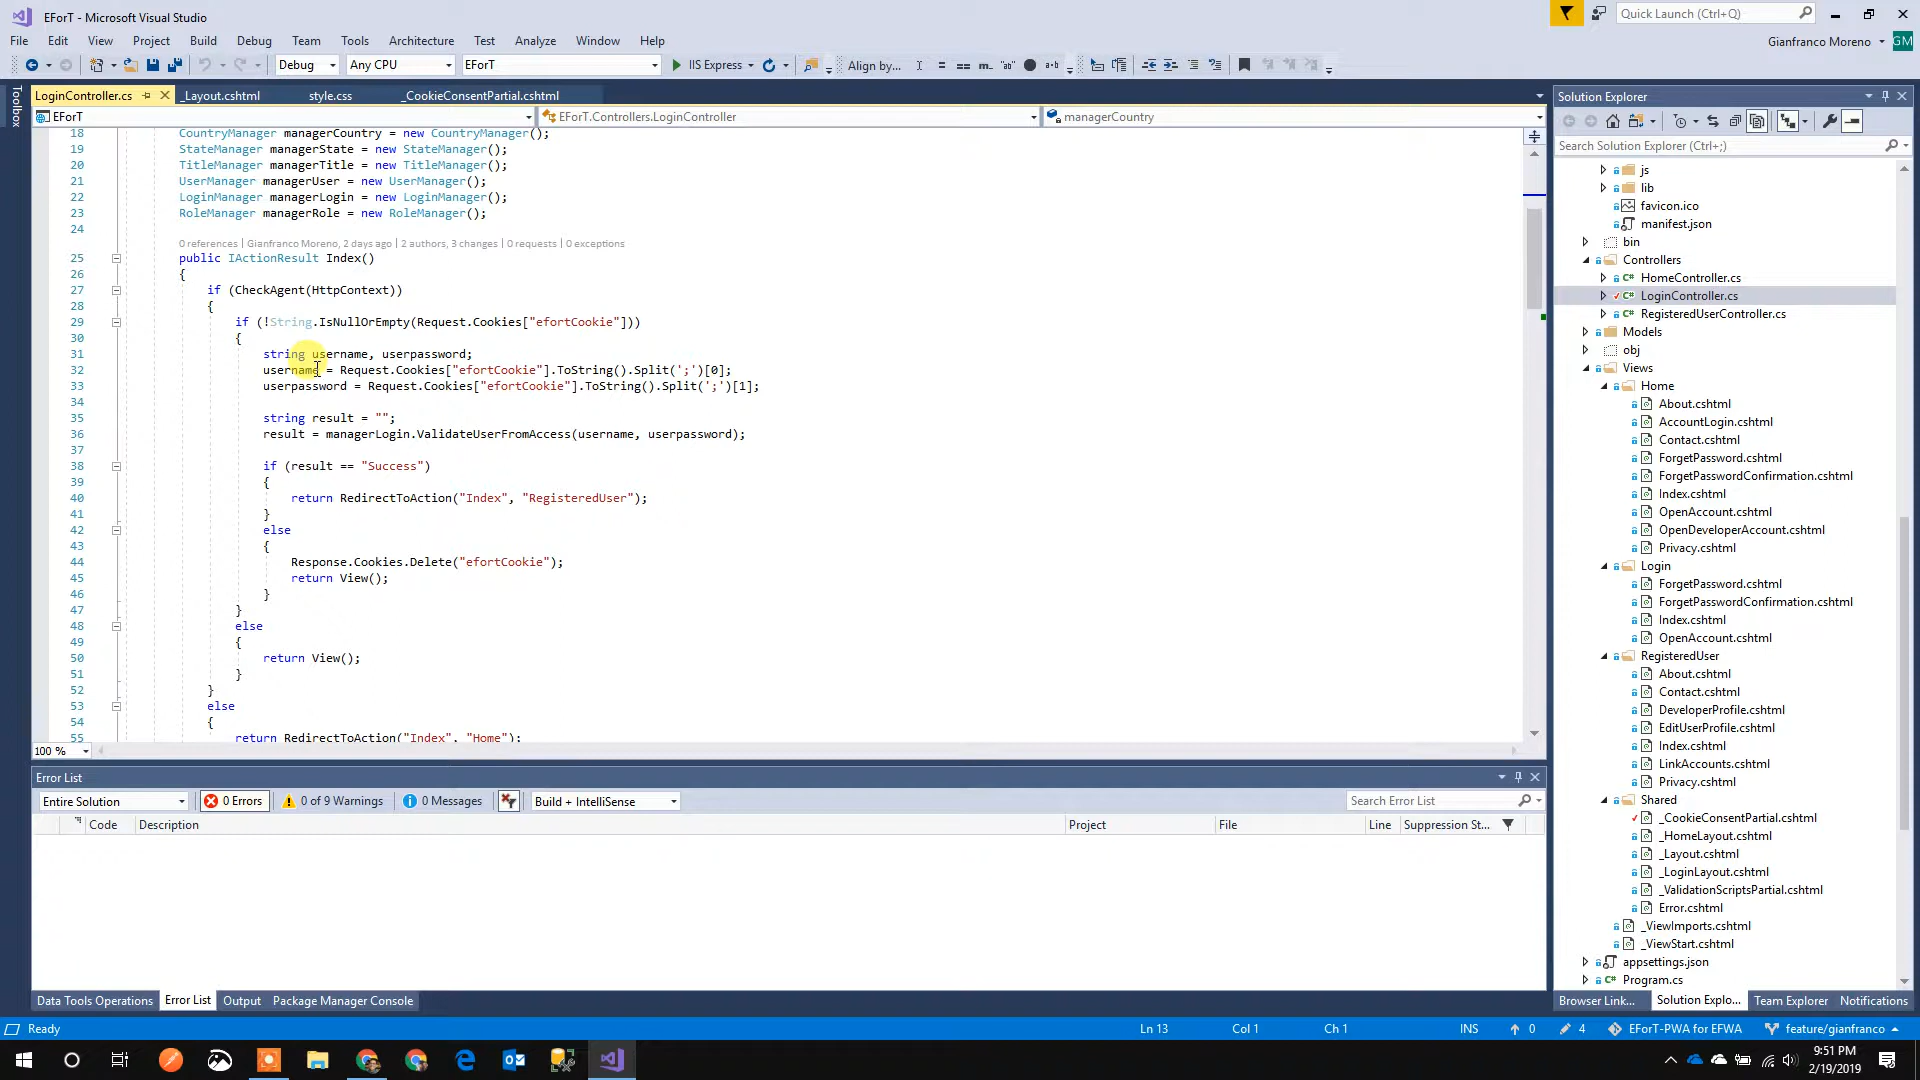 EForT - Microsoft Visual Studio
Quick Launch (Ctrl+Q)
File Edit View Project Build Debug Team Tools Architecture Test Analyze Window Help
Gianfranco Moreno GM
Debug Any CPU EForT IIS Express Align by...
Toolbox
LoginController.cs _Layout.cshtml style.css _CookieConsentPartial.cshtml
EForT EForT.Controllers.LoginController managerCountry
18 CountryManager managerCountry = new CountryManager();
19 StateManager managerState = new StateManager();
20 TitleManager managerTitle = new TitleManager();
21 UserManager managerUser = new UserManager();
22 LoginManager managerLogin = new LoginManager();
23 RoleManager managerRole = new RoleManager();
24
0 references | Gianfranco Moreno, 2 days ago | 2 authors, 3 changes | 0 requests | 0 exceptions
25 public IActionResult Index()
26 {
27 if (CheckAgent(HttpContext))
28 {
29 if (!String.IsNullOrEmpty(Request.Cookies["efortCookie"]))
30 {
31 string username, userpassword;
32 username = Request.Cookies["efortCookie"].ToString().Split(';')[0];
33 userpassword = Request.Cookies["efortCookie"].ToString().Split(';')[1];
34
35 string result = "";
36 result = managerLogin.ValidateUserFromAccess(username, userpassword);
37
38 if (result == "Success")
39 {
40 return RedirectToAction("Index", "RegisteredUser");
41 }
42 else
43 {
44 Response.Cookies.Delete("efortCookie");
45 return View();
46 }
47 }
48 else
49 {
50 return View();
51 }
52 }
53 else
54 {
55 return RedirectToAction("Index", "Home");
100 %
Error List
Entire Solution 0 Errors 0 of 9 Warnings 0 Messages Build + IntelliSense Search Error List
Code Description Project File Line Suppression St...
Data Tools Operations Error List Output Package Manager Console
Solution Explorer
Search Solution Explorer (Ctrl+;)
js
lib
favicon.ico
manifest.json
bin
Controllers
HomeController.cs
LoginController.cs
RegisteredUserController.cs
Models
obj
Views
Home
About.cshtml
AccountLogin.cshtml
Contact.cshtml
ForgetPassword.cshtml
ForgetPasswordConfirmation.cshtml
Index.cshtml
OpenAccount.cshtml
OpenDeveloperAccount.cshtml
Privacy.cshtml
Login
ForgetPassword.cshtml
ForgetPasswordConfirmation.cshtml
Index.cshtml
OpenAccount.cshtml
RegisteredUser
About.cshtml
Contact.cshtml
DeveloperProfile.cshtml
EditUserProfile.cshtml
Index.cshtml
LinkAccounts.cshtml
Privacy.cshtml
Shared
_CookieConsentPartial.cshtml
_HomeLayout.cshtml
_Layout.cshtml
_LoginLayout.cshtml
_ValidationScriptsPartial.cshtml
Error.cshtml
_ViewImports.cshtml
_ViewStart.cshtml
appsettings.json
Program.cs
Browser Link... Solution Explo... Team Explorer Notifications
Ready Ln 13 Col 1 Ch 1 INS 0 4 EForT-PWA for EFWA feature/gianfranco
9:51 PM
2/19/2019